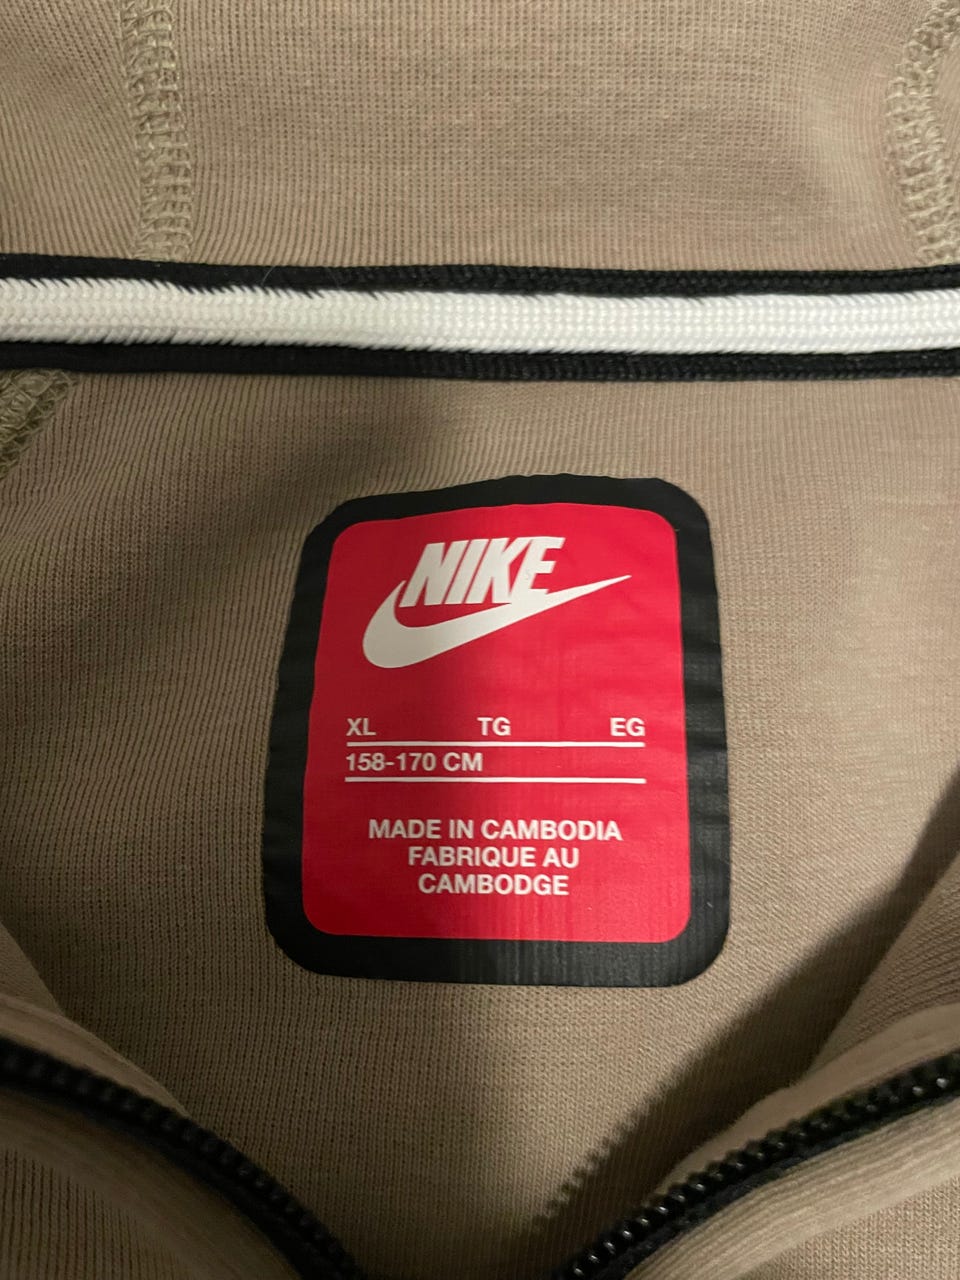 NIKE
XL TG EG
158-170 CM
MADE IN CAMBODIA
FABRIQUE AU
CAMBODGE